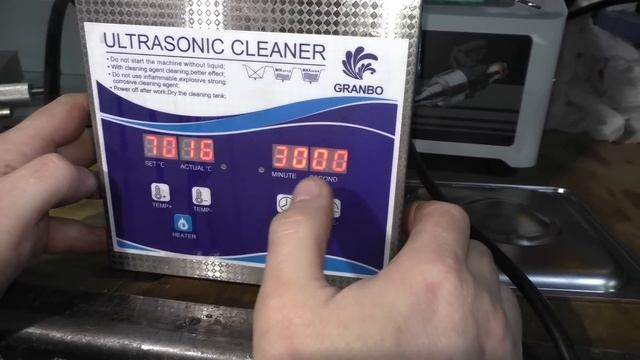 ULTRASONIC CLEANER
• Do not start the machine without liquid;
• With cleaning agent cleaning,better effect;
• Do not use inflammable,explosive strong
corrosive cleaning agent;
• Power off after work,Dry the cleaning tank;
GRANBO
70 16
SET °C ACTUAL °C
MINUTE SECOND
TEMP+ TEMP-
HEATER